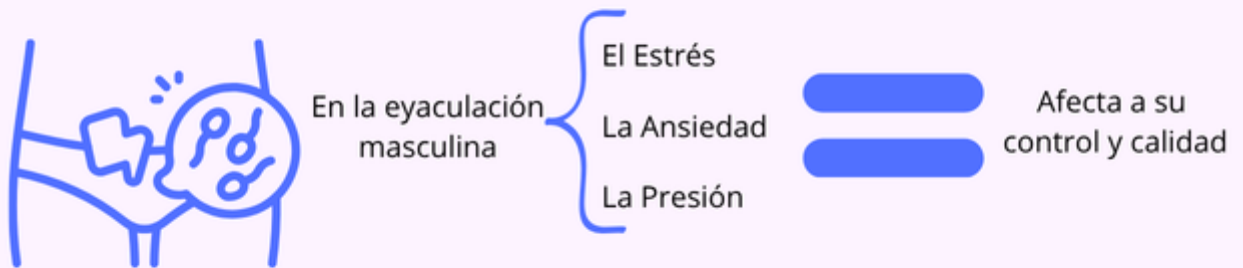 En la eyaculación
masculina
El Estrés
La Ansiedad
La Presión
Afecta a su
control y calidad